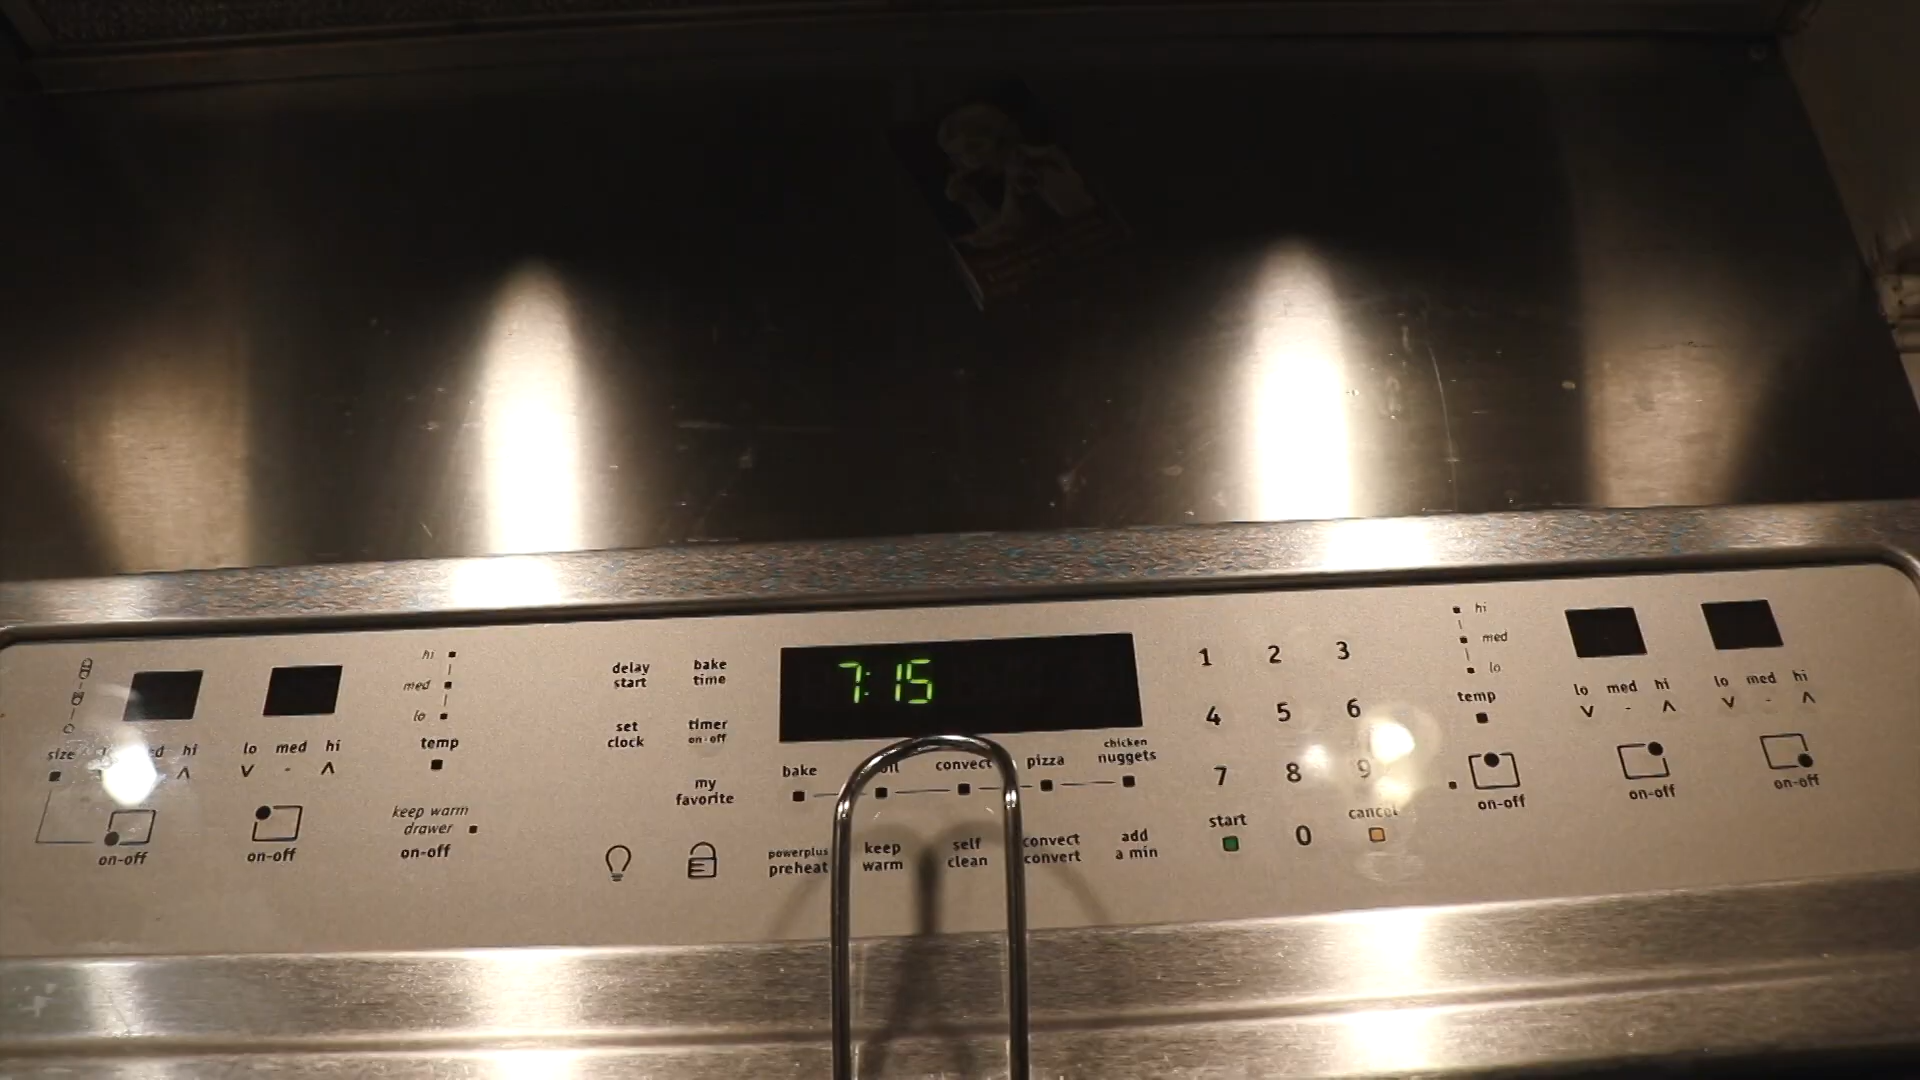 hi
med
lo
temp
size
hi
lo med hi
keep warm
drawer
on-off
on-off
on-off
delay
start
bake
time
set
clock
timer
on-off
my
favorite
7:15
bake
convect
pizza
chicken
nuggets
powerplus
preheat
keep
warm
self
clean
convect
convert
add
a min
1 2 3
4 5 6
7 8 9
0
start
cancel
hi
med
lo
temp
on-off
lo med hi
on-off
lo med hi
on-off